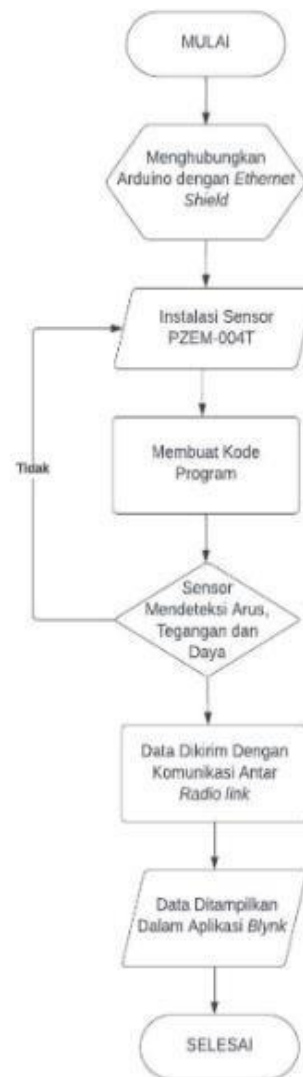 MULAI
Menghubungkan
Arduino dengan Ethernet
Shield
Instalasi Sensor
PZEM-004T
Membuat Kode
Program
Tidak
Sensor
Mendeteksi Arus,
Tegangan dan
Daya
Data Dikirim Dengan
Komunikasi Antar
Radio link
Data Ditampilkan
Dalam Aplikasi Blynk
SELESAI